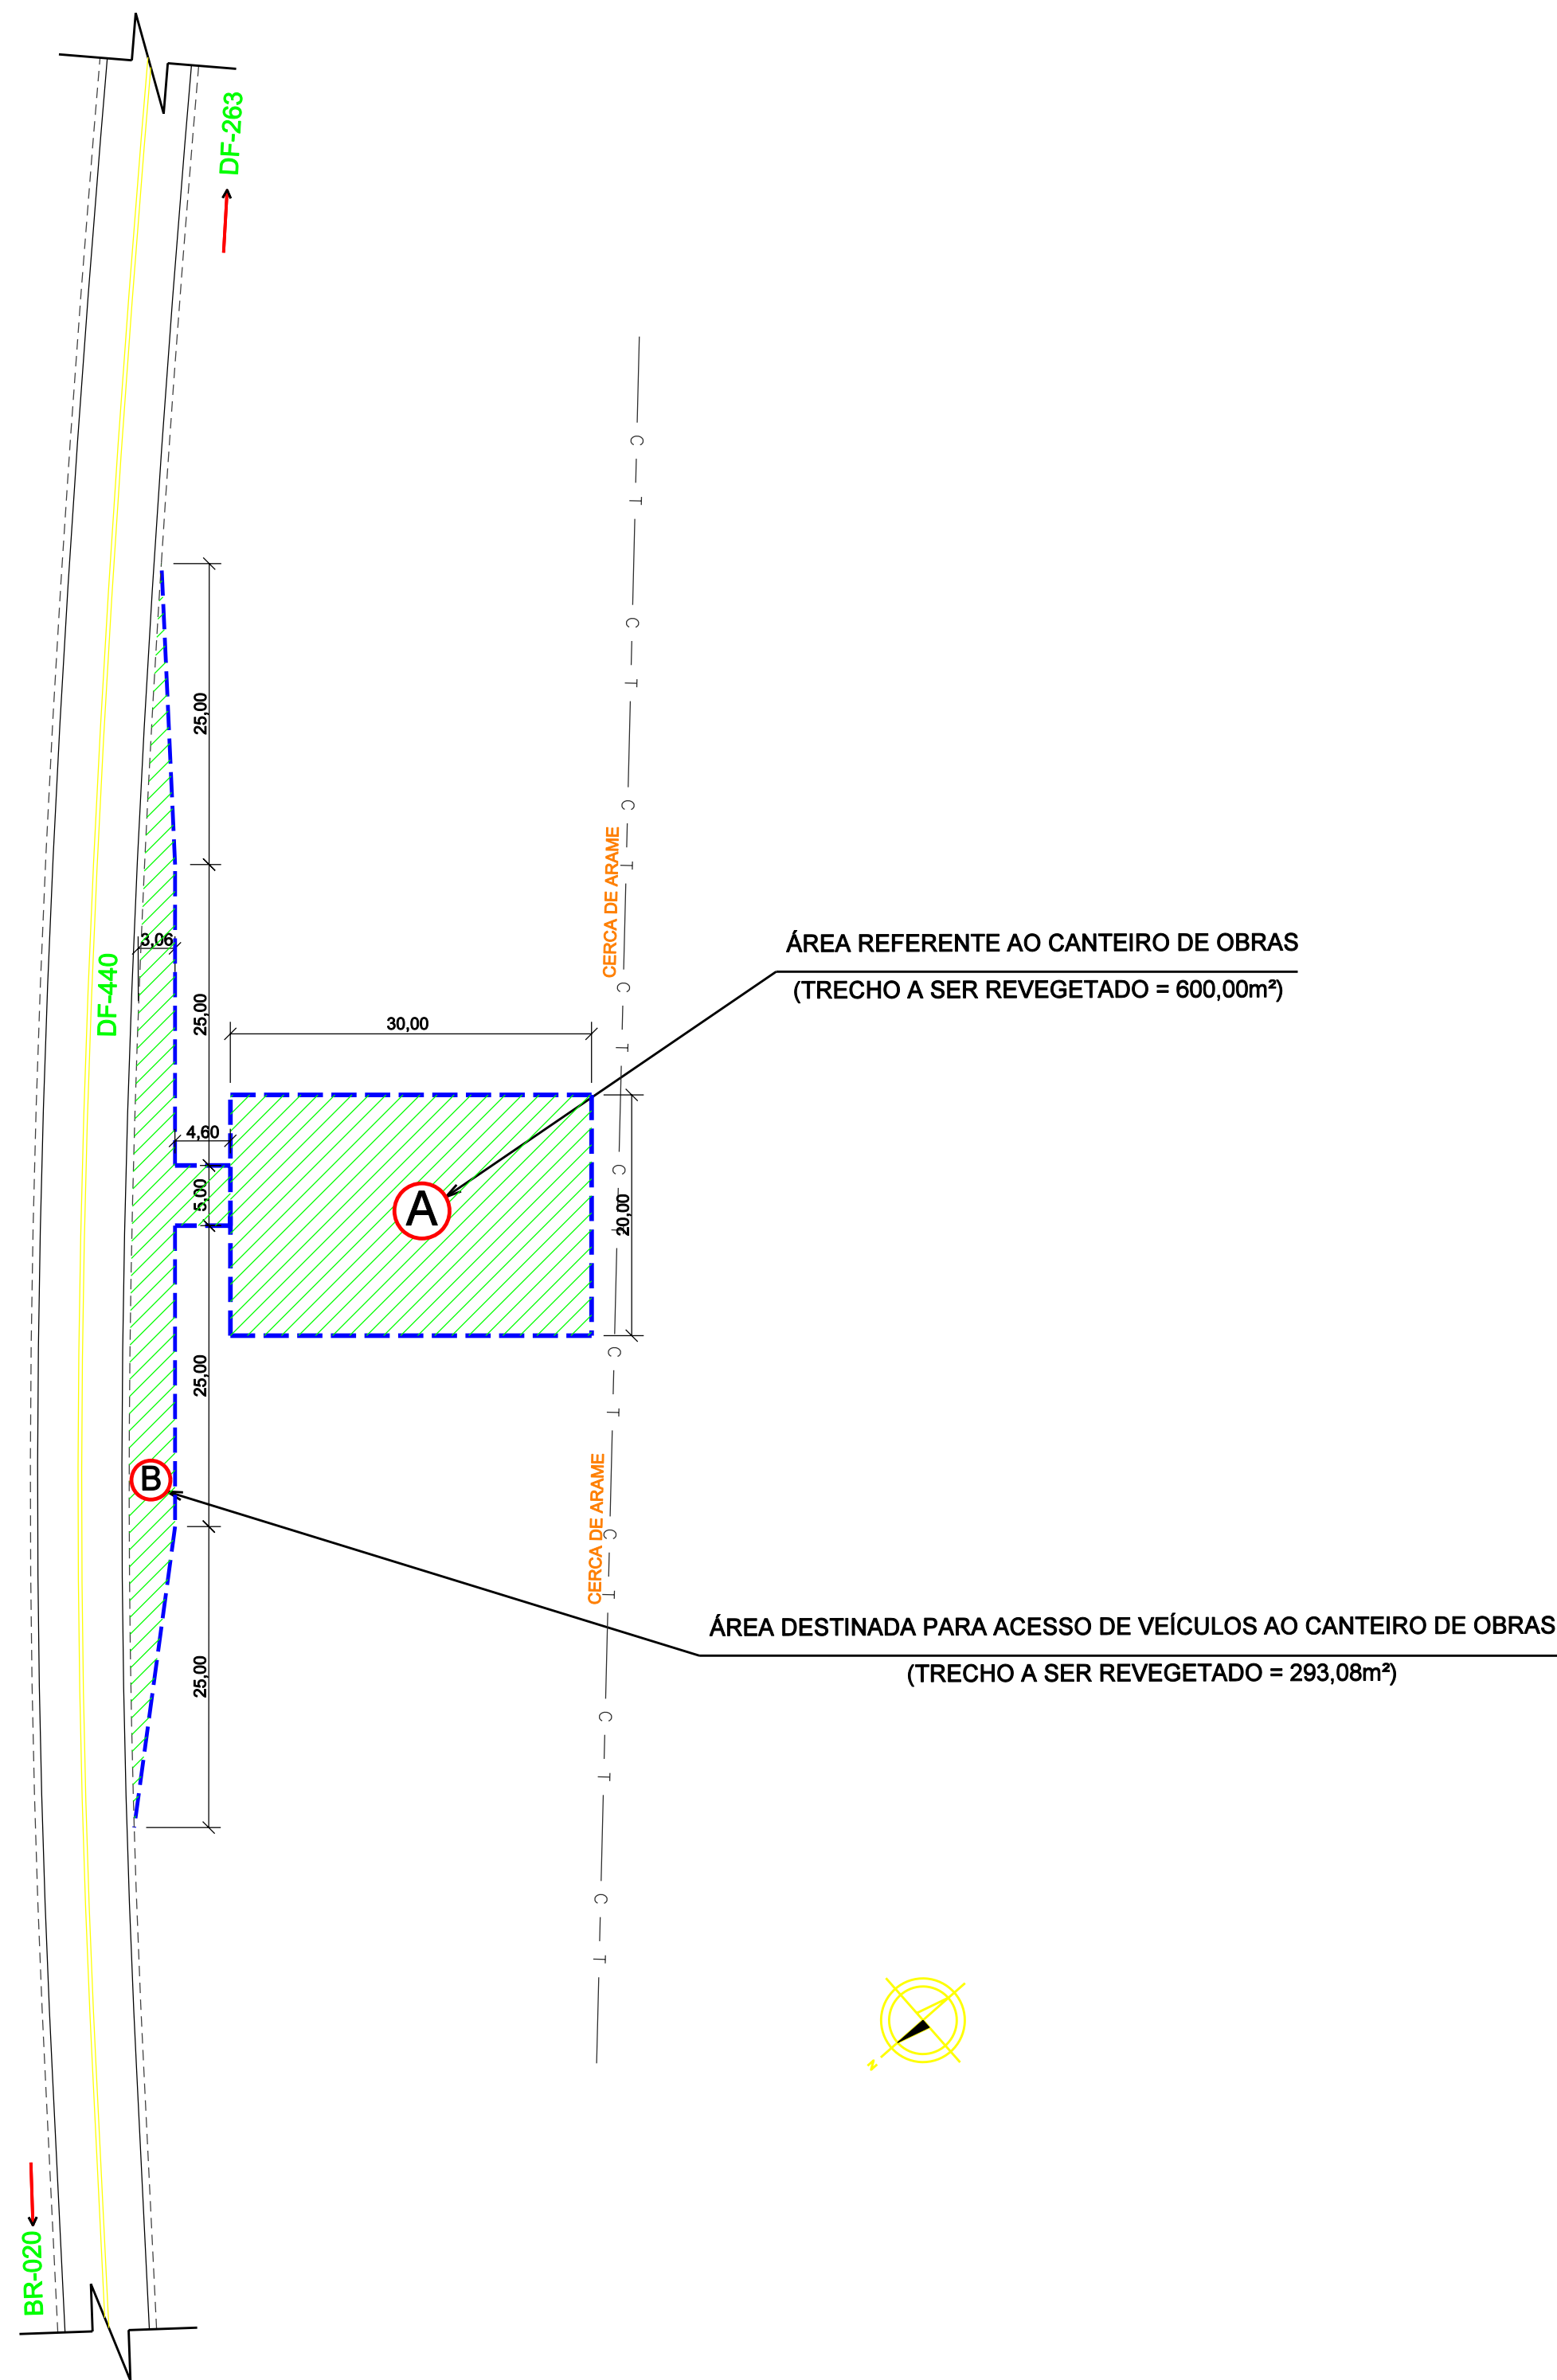 DF-263
C
T
C
T
25,00
C
T
CERCA DE ARAME
3,06
DF-440
25,00
C
T
30,00
ÁREA REFERENTE AO CANTEIRO DE OBRAS
(TRECHO A SER REVEGETADO = 600,00m²)
4,60
5,00
A
C
T
20,00
C
T
25,00
B
CERCA DE ARAME
C
T
25,00
ÁREA DESTINADA PARA ACESSO DE VEÍCULOS AO CANTEIRO DE OBRAS
(TRECHO A SER REVEGETADO = 293,08m²)
C
T
C
T
N
BR-020